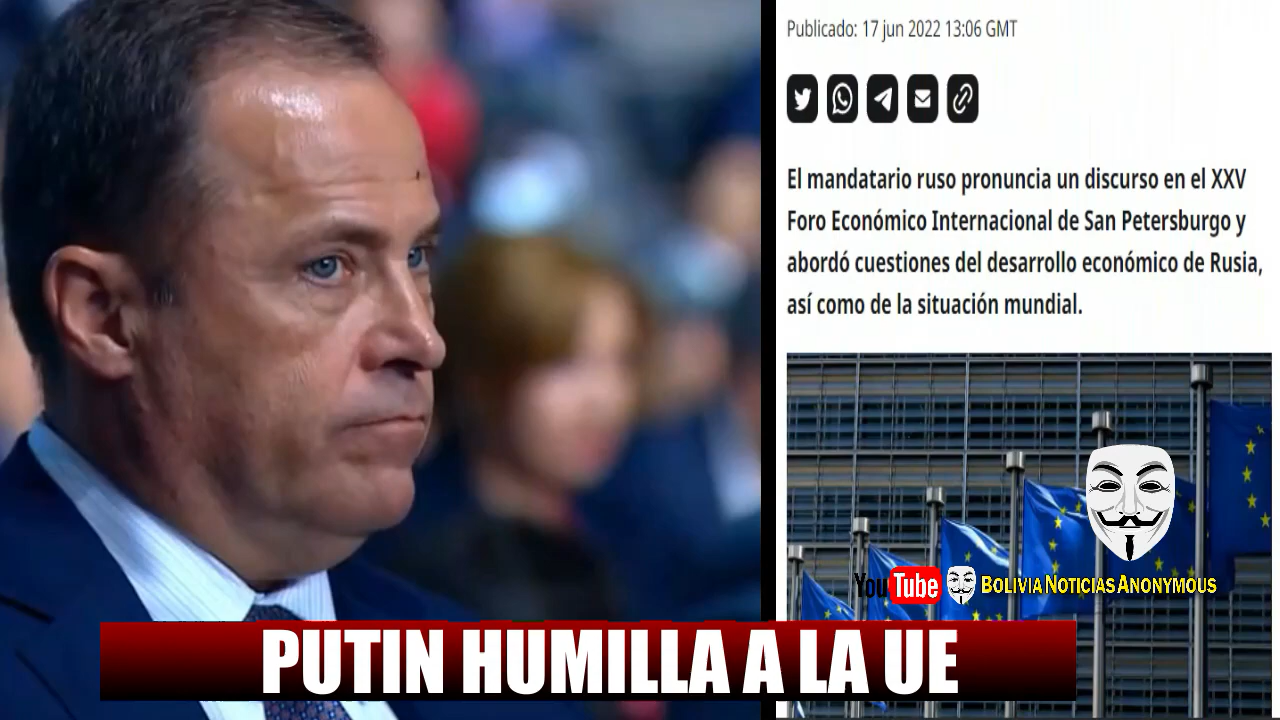 Publicado: 17 jun 2022 13:06 GMT
El mandatario ruso pronuncia un discurso en el XXV
Foro Económico Internacional de San Petersburgo y
abordó cuestiones del desarrollo económico de Rusia,
así como de la situación mundial.
YouTube BOLIVIA NOTICIAS ANONYMOUS
PUTIN HUMILLA A LA UE